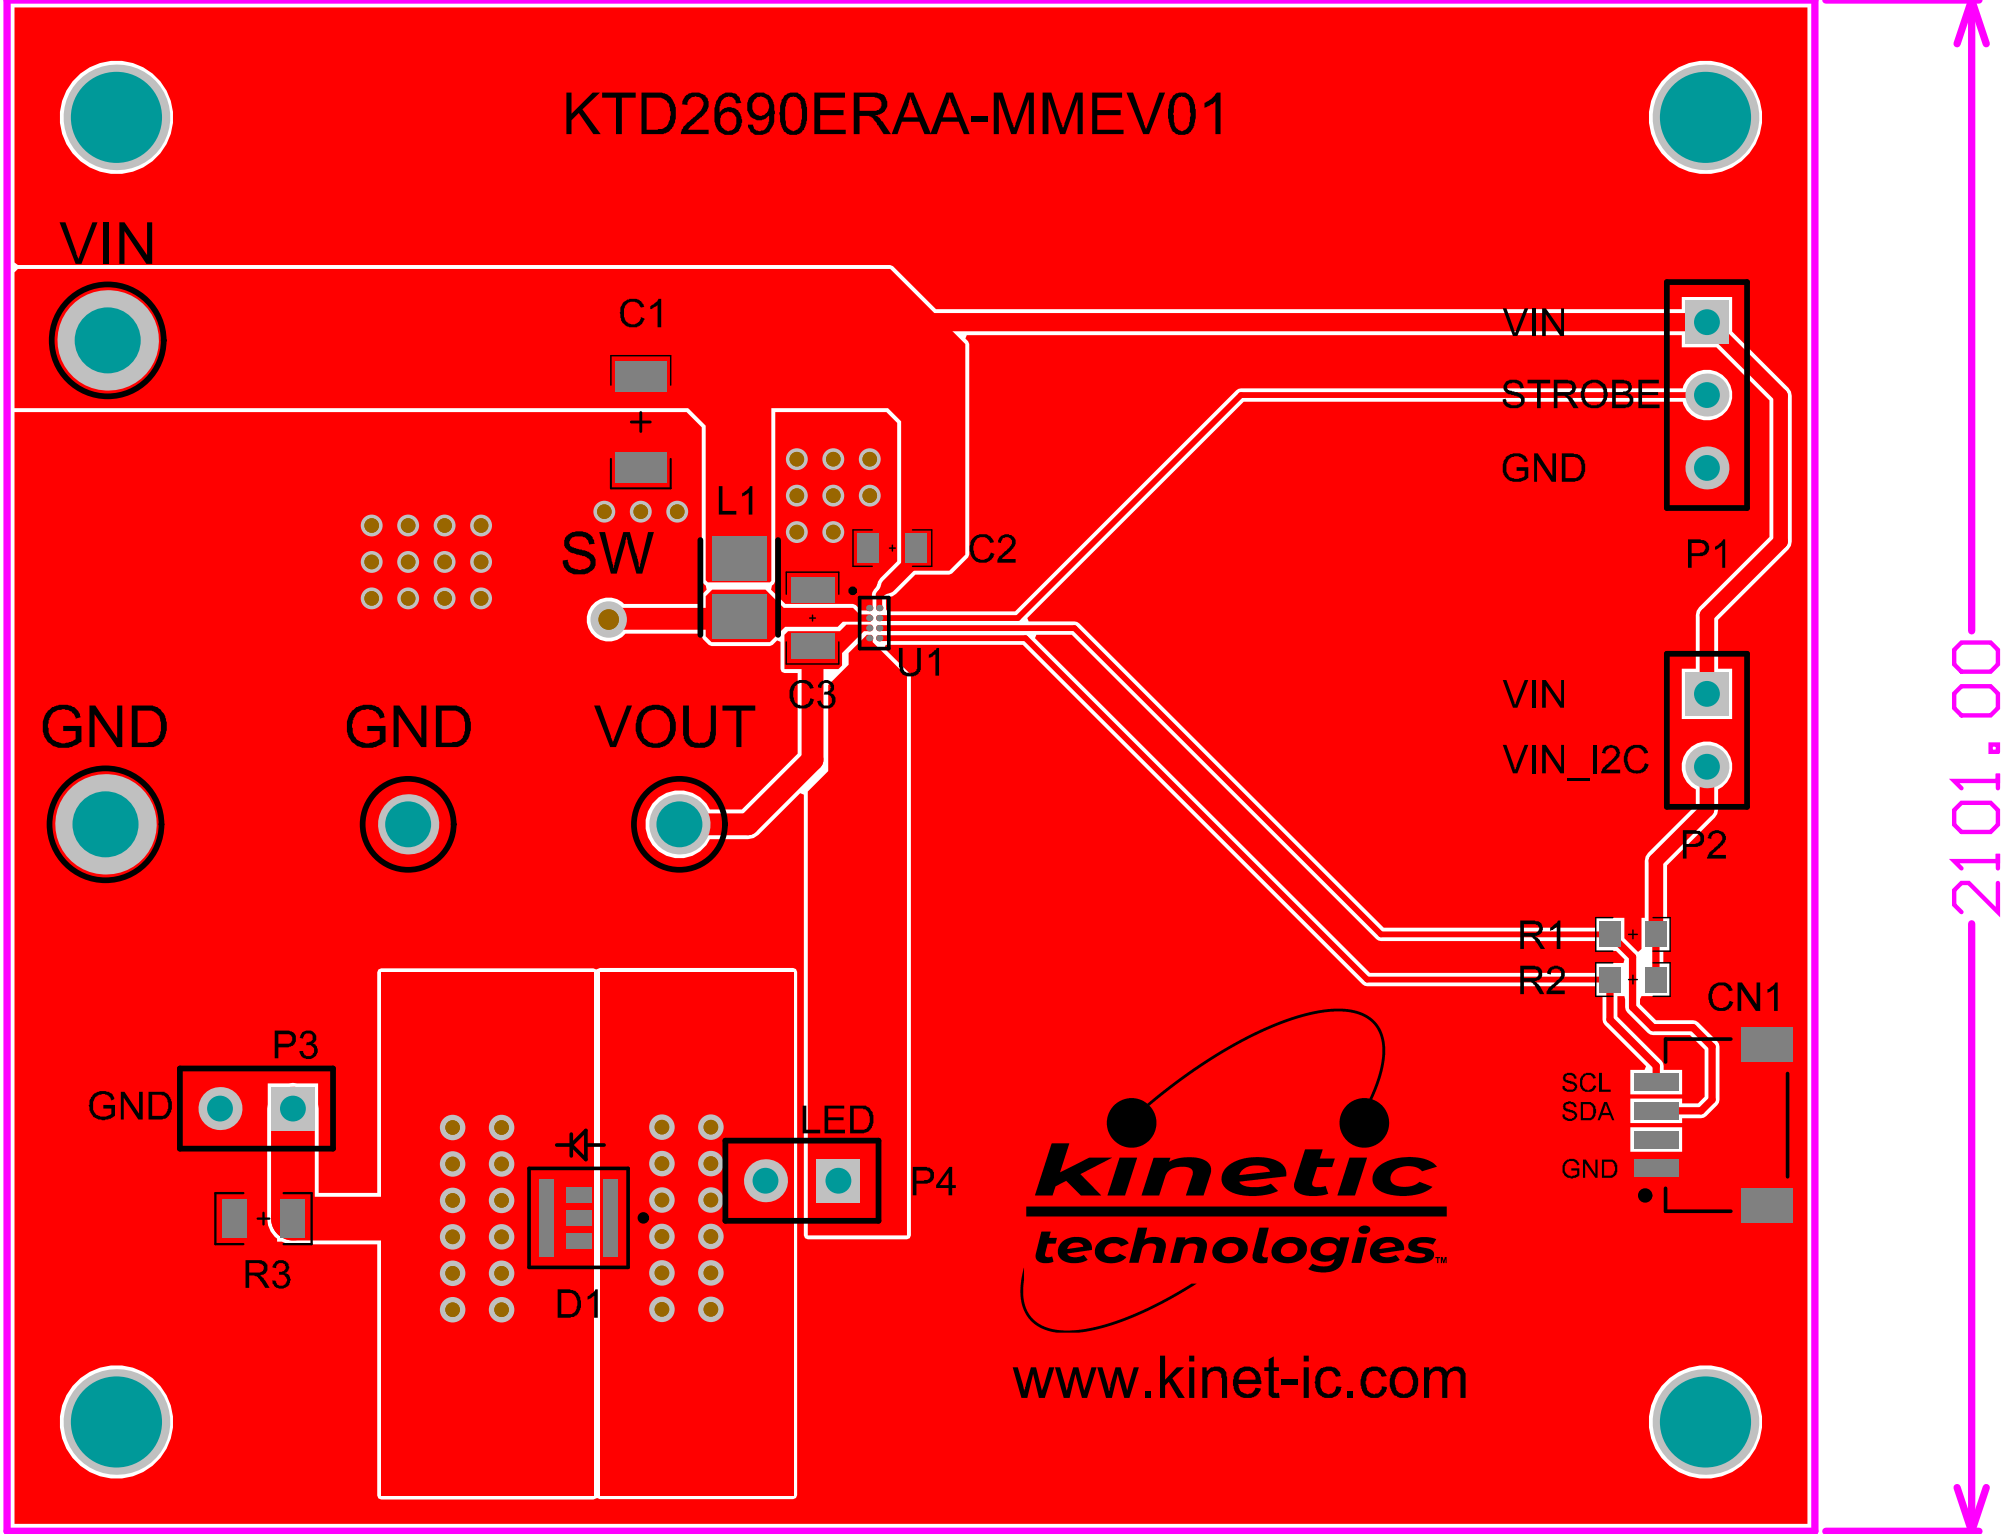 KTD2690ERAA-MMEV01
VIN
C1
VIN
STROBE
GND
P1
L1
SW
C2
U1
C3
GND
GND
VOUT
VIN
VIN_I2C
P2
2101.00
R1
R2
CN1
P3
GND
SCL
SDA
GND
LED
P4
R3
D1
kinetic
technologies™
www.kinet-ic.com